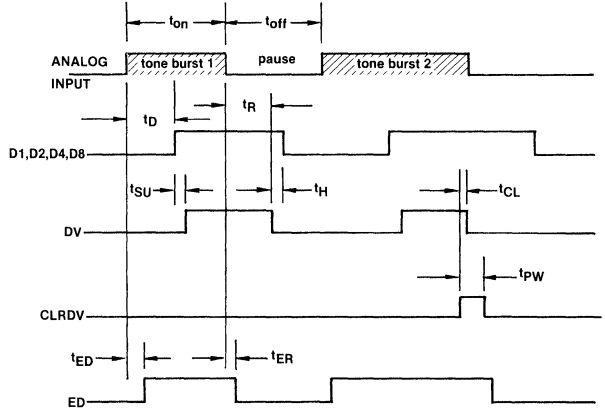 ton
toff
ANALOG
INPUT
tone burst 1
pause
tone burst 2
tD
tR
D1,D2,D4,D8
tSU
tH
tCL
DV
tPW
CLRDV
tED
tER
ED